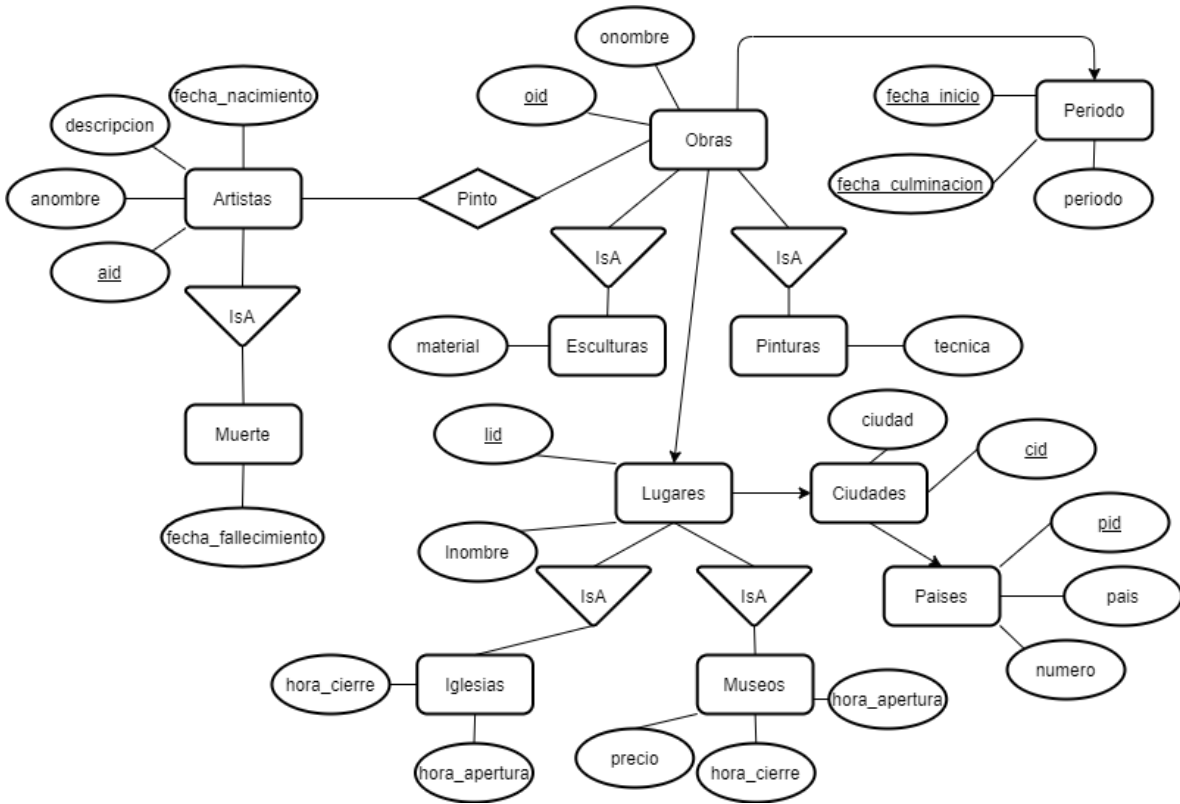 onombre
fecha_nacimiento
oid
fecha_inicio
Periodo
descripcion
Obras
anombre
Artistas
Pinto
fecha_culminacion
periodo
aid
IsA
IsA
IsA
material
Esculturas
Pinturas
tecnica
Muerte
lid
ciudad
cid
Lugares
Ciudades
fecha_fallecimiento
lnombre
pid
IsA
IsA
Paises
pais
hora_cierre
Iglesias
Museos
hora_apertura
numero
hora_apertura
precio
hora_cierre